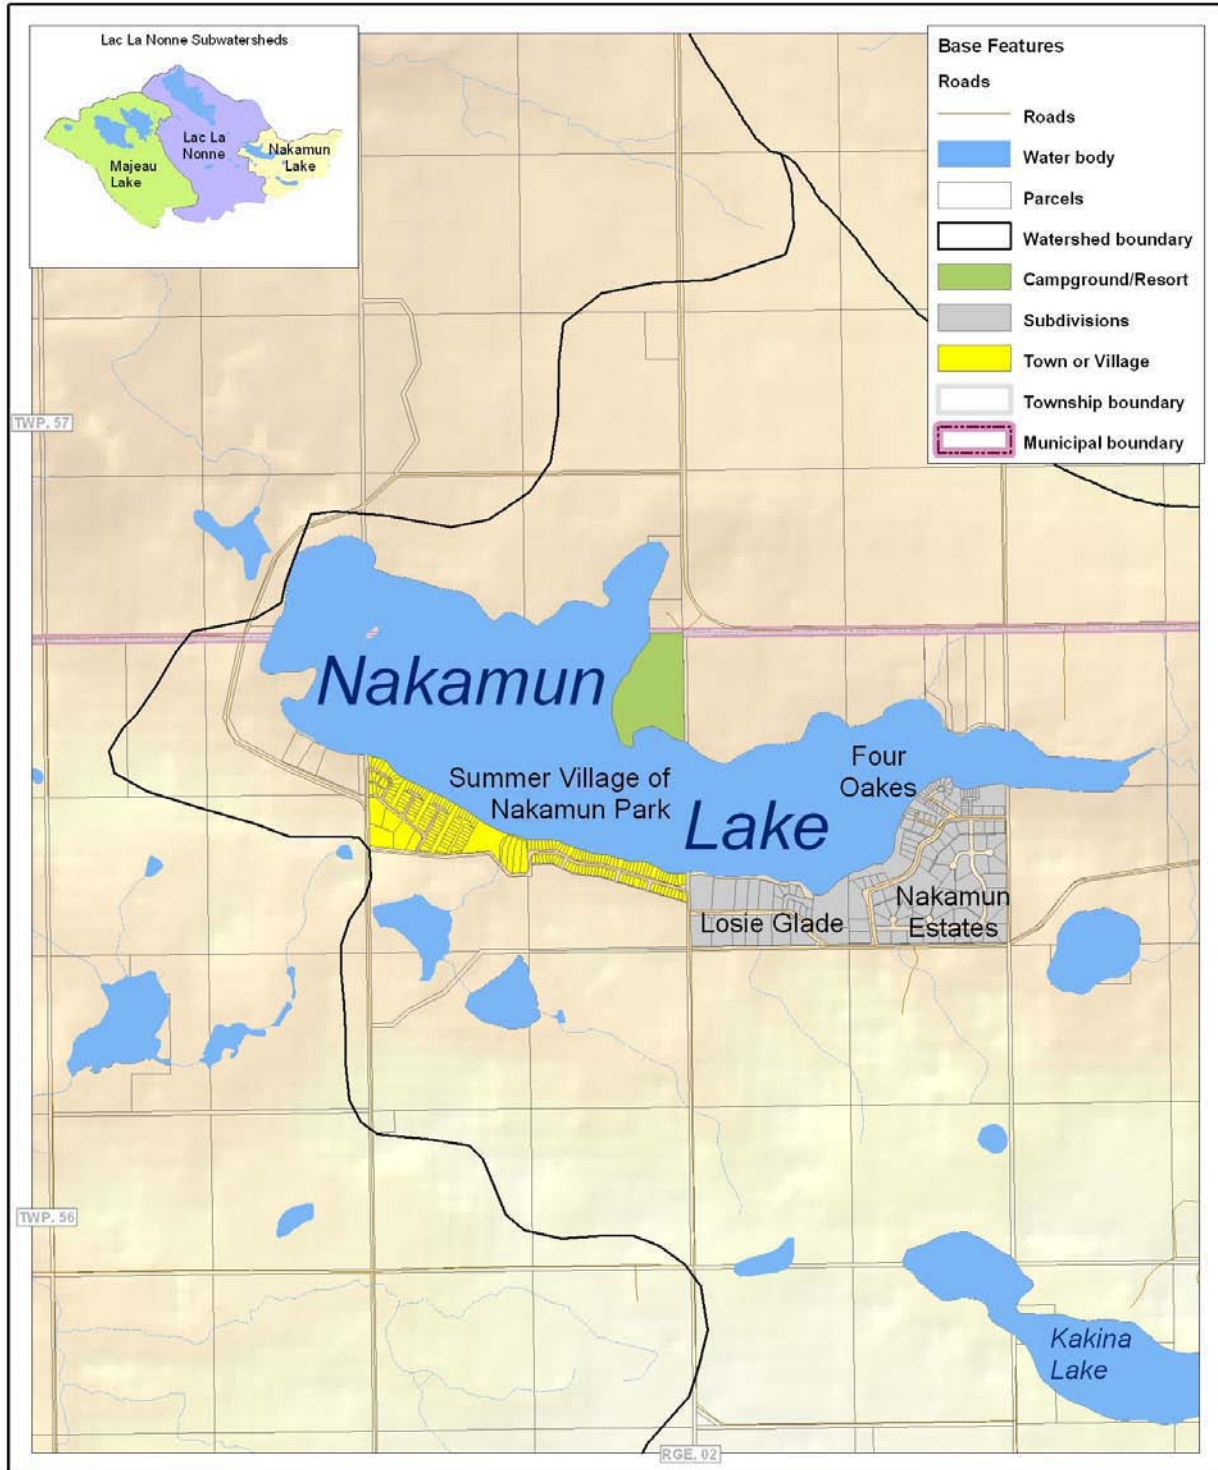 Lac La Nonne Subwatersheds
Majeau
Lake
Lac La
Nonne
Nakamun
Lake
Base Features
Roads
Roads
Water body
Parcels
Watershed boundary
Campground/Resort
Subdivisions
Town or Village
Township boundary
Municipal boundary
TWP. 57
Nakamun
Summer Village of
Nakamun Park
Lake
Four
Oakes
Losie Glade
Nakamun
Estates
TWP. 56
Kakina
Lake
RGE. 02